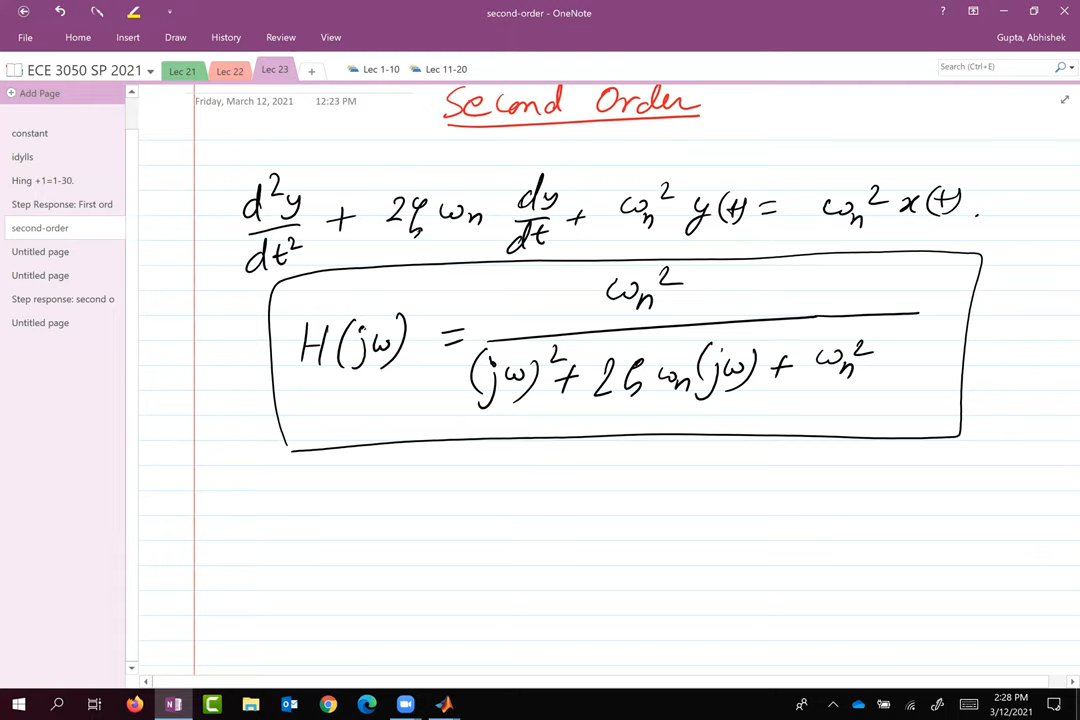 second-order - OneNote
?
File Home Insert Draw History Review View
Gupta, Abhishek
ECE 3050 SP 2021 Lec 21 Lec 22 Lec 23 + Lec 1-10 Lec 11-20
Search (Ctrl+E)
Add Page
constant
idylls
Hing +1=1-30.
Step Response: First ord
second-order
Untitled page
Untitled page
Step response: second o
Untitled page
Friday, March 12, 2021 12:23 PM
Second Order
d²y/dt² + 2ζωn dy/dt + ωn² y(t) = ωn² x(t).
H(jω) = ωn² / (jω)² + 2ζωn(jω) + ωn²
2:28 PM
3/12/2021